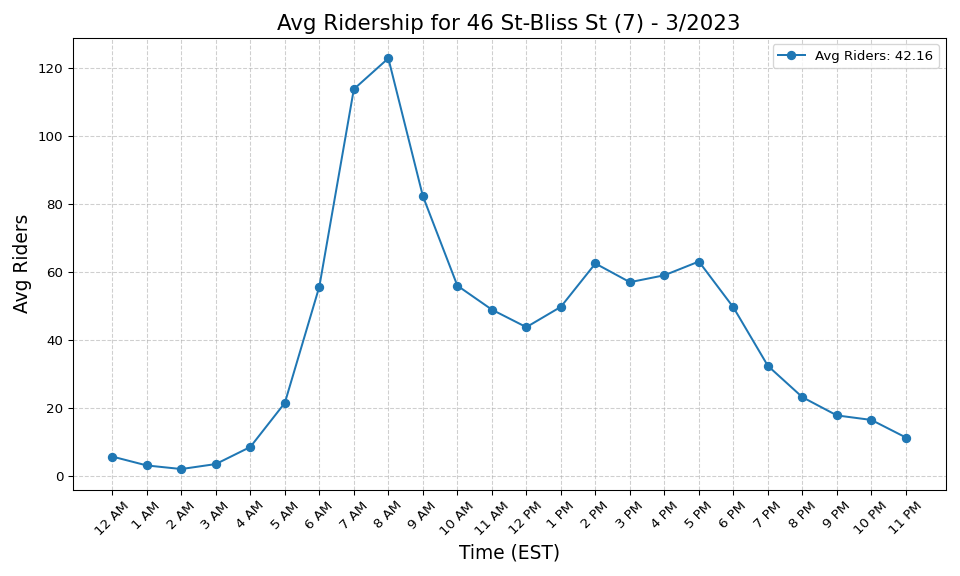 Avg Ridership for 46 St-Bliss St (7) - 3/2023
Avg Riders: 42.16
Avg Riders
120
100
80
60
40
20
0
12 AM
1 AM
2 AM
3 AM
4 AM
5 AM
6 AM
7 AM
8 AM
9 AM
10 AM
11 AM
12 PM
1 PM
2 PM
3 PM
4 PM
5 PM
6 PM
7 PM
8 PM
9 PM
10 PM
11 PM
Time (EST)